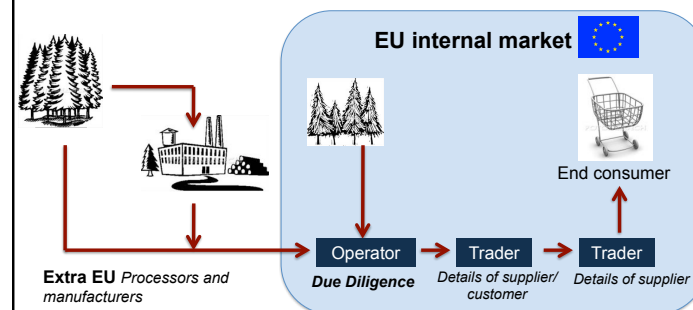 EU internal market
End consumer
Operator
Trader
Trader
Due Diligence
Details of supplier/
customer
Details of supplier
Extra EU Processors and
manufacturers